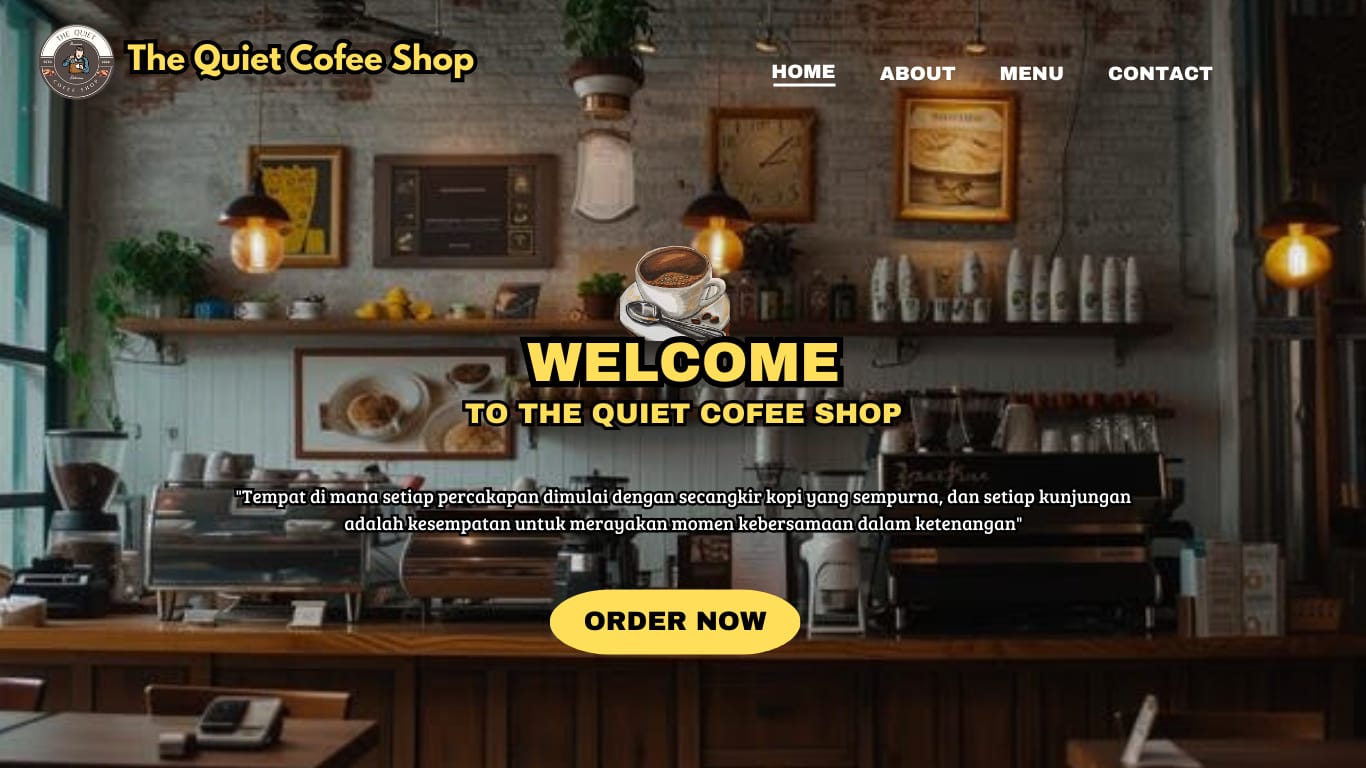 THE QUIET
COFEE SHOP
The Quiet Cofee Shop
HOME
ABOUT
MENU
CONTACT
WELCOME
TO THE QUIET COFEE SHOP
"Tempat di mana setiap percakapan dimulai dengan secangkir kopi yang sempurna, dan setiap kunjungan
adalah kesempatan untuk merayakan momen kebersamaan dalam ketenangan"
ORDER NOW